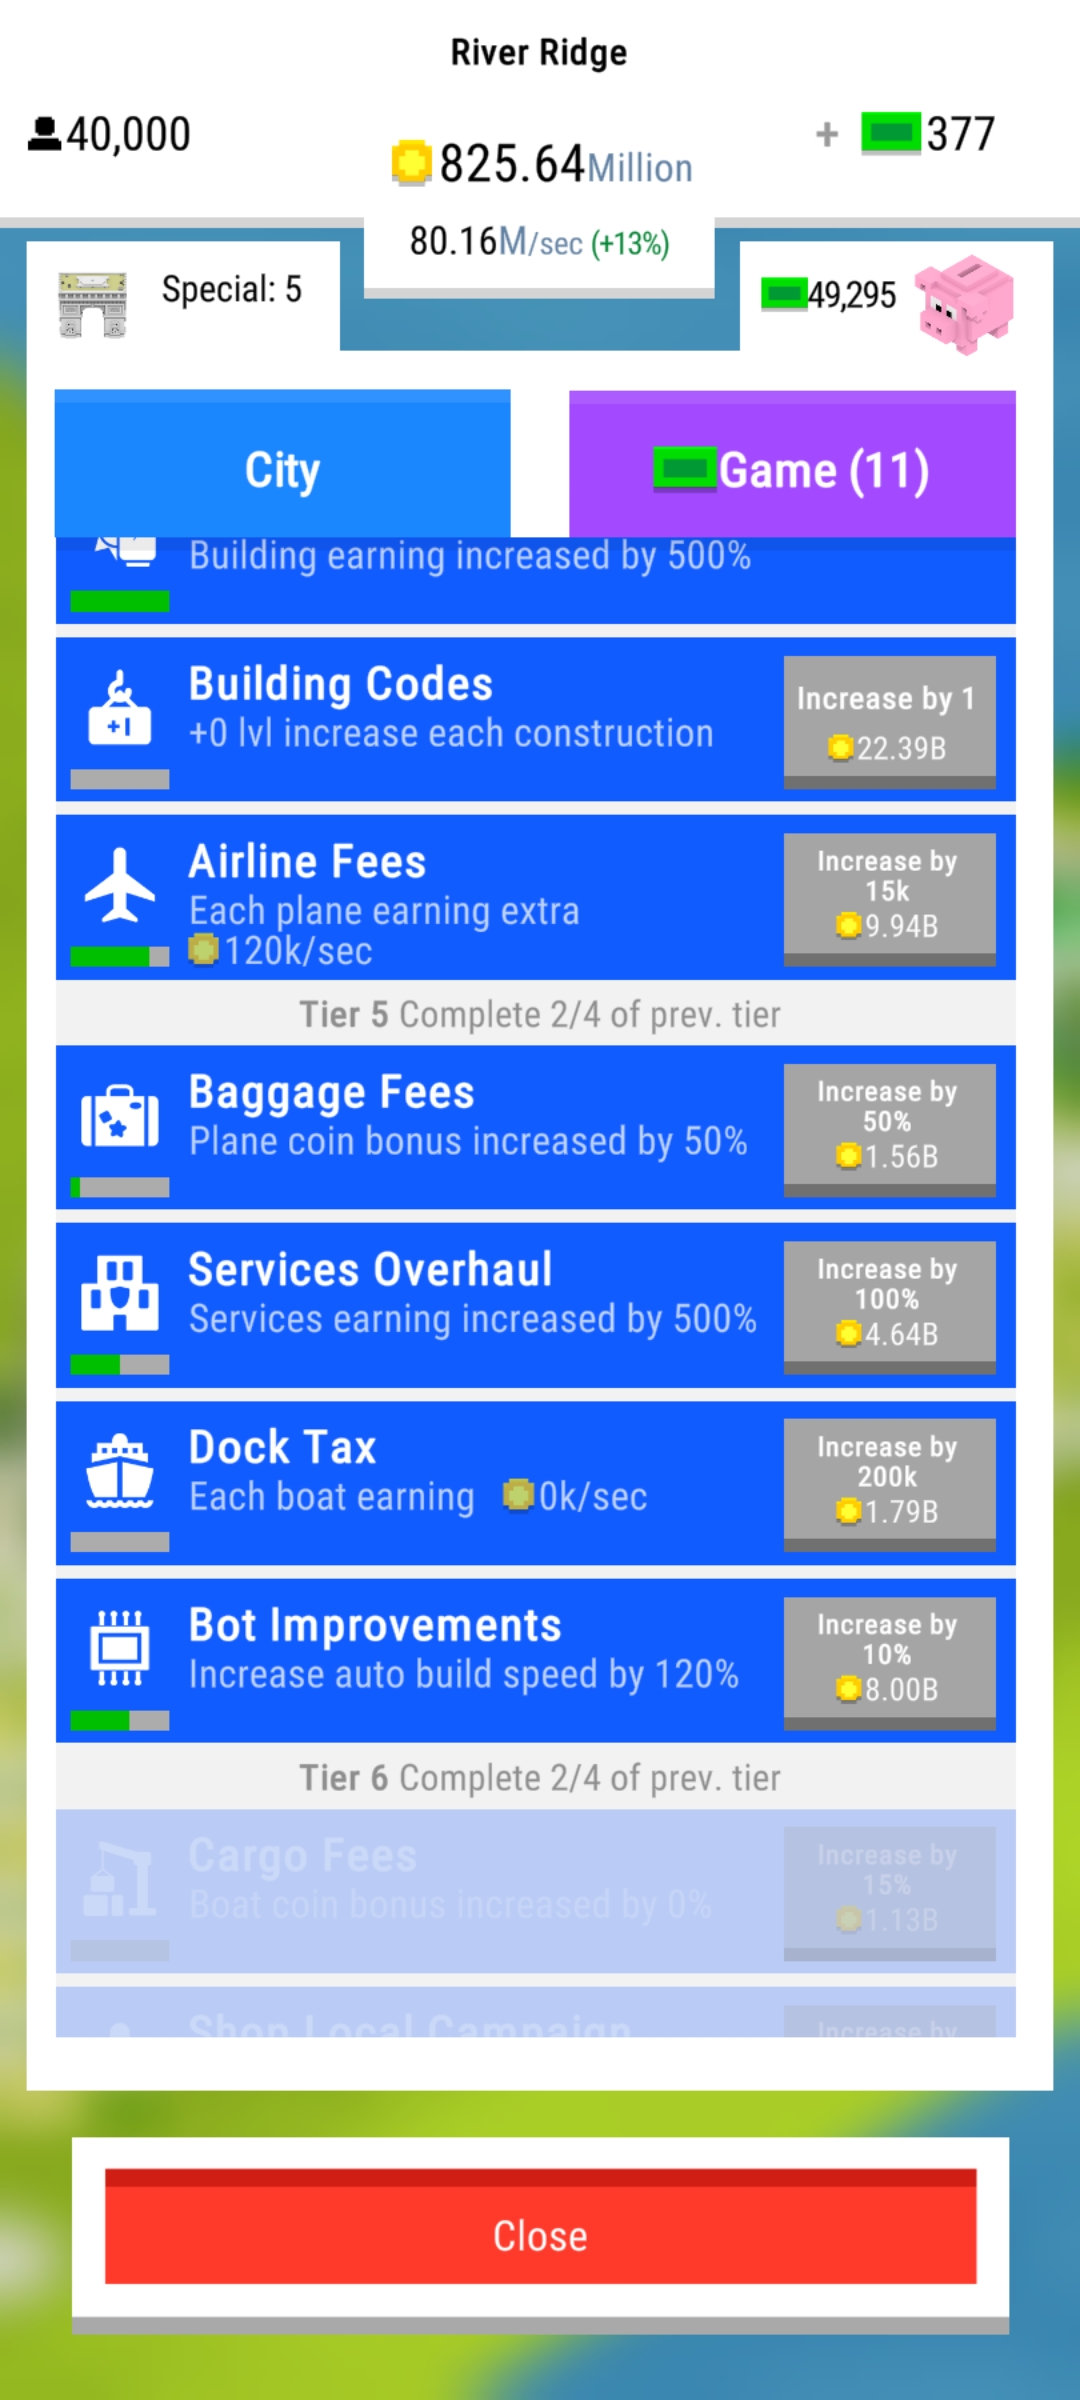 River Ridge
40,000
825.64Million
+ 377
80.16M/sec (+13%)
Special: 5
49,295
City
Game (11)
Building earning increased by 500%
Building Codes
+0 lvl increase each construction
Increase by 1
22.39B
Airline Fees
Each plane earning extra
120k/sec
Increase by
15k
9.94B
Tier 5 Complete 2/4 of prev. tier
Baggage Fees
Plane coin bonus increased by 50%
Increase by
50%
1.56B
Services Overhaul
Services earning increased by 500%
Increase by
100%
4.64B
Dock Tax
Each boat earning 0k/sec
Increase by
200k
1.79B
Bot Improvements
Increase auto build speed by 120%
Increase by
10%
8.00B
Tier 6 Complete 2/4 of prev. tier
Cargo Fees
Boat coin bonus increased by 0%
Increase by
15%
1.13B
Shop Local Campaign
Increase by
Close